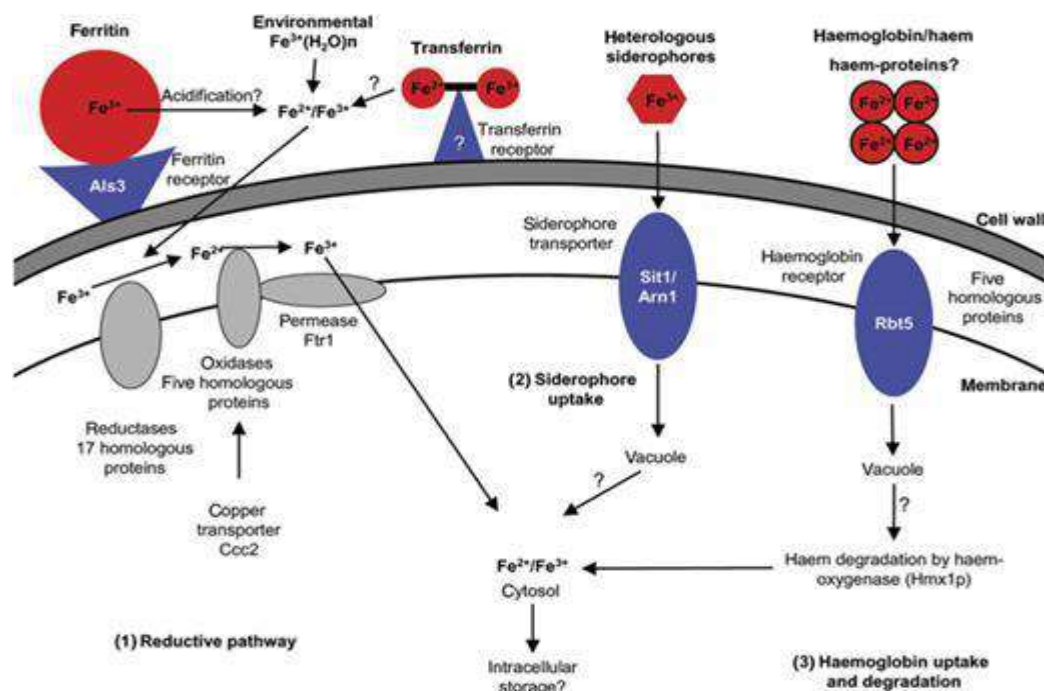 Ferritin
Fe³⁺
Acidification?
Environmental
Fe³⁺(H₂O)n
Fe²⁺/Fe³⁺
?
Transferrin
Fe³⁺
Fe³⁺
?
Transferrin
receptor
Heterologous
siderophores
Fe³⁺
Haemoglobin/haem
haem-proteins?
Fe²⁺
Fe²⁺
Fe²⁺
Fe²⁺
Als3
Ferritin
receptor
Cell wall
Fe³⁺
Fe²⁺
Fe³⁺
Permease
Ftr1
Oxidases
Five homologous
proteins
Reductases
17 homologous
proteins
Copper
transporter
Ccc2
Siderophore
transporter
Sit1/
Arn1
(2) Siderophore
uptake
Vacuole
?
Haemoglobin
receptor
Rbt5
Five
homologous
proteins
Membrane
Vacuole
?
Haem degradation by haem-
oxygenase (Hmx1p)
Fe²⁺/Fe³⁺
Cytosol
Intracellular
storage?
(1) Reductive pathway
(3) Haemoglobin uptake
and degradation